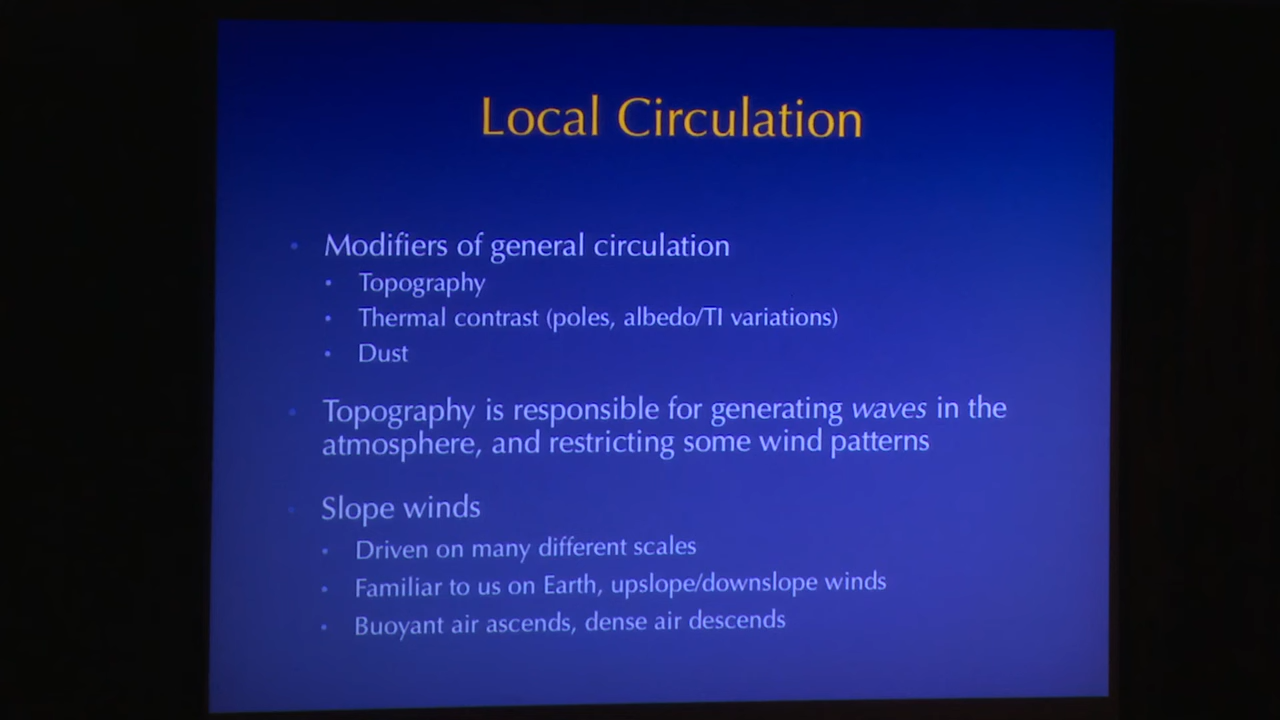 Local Circulation
• Modifiers of general circulation
• Topography
• Thermal contrast (poles, albedo/TI variations)
• Dust
• Topography is responsible for generating waves in the
atmosphere, and restricting some wind patterns
• Slope winds
• Driven on many different scales
• Familiar to us on Earth, upslope/downslope winds
• Buoyant air ascends, dense air descends